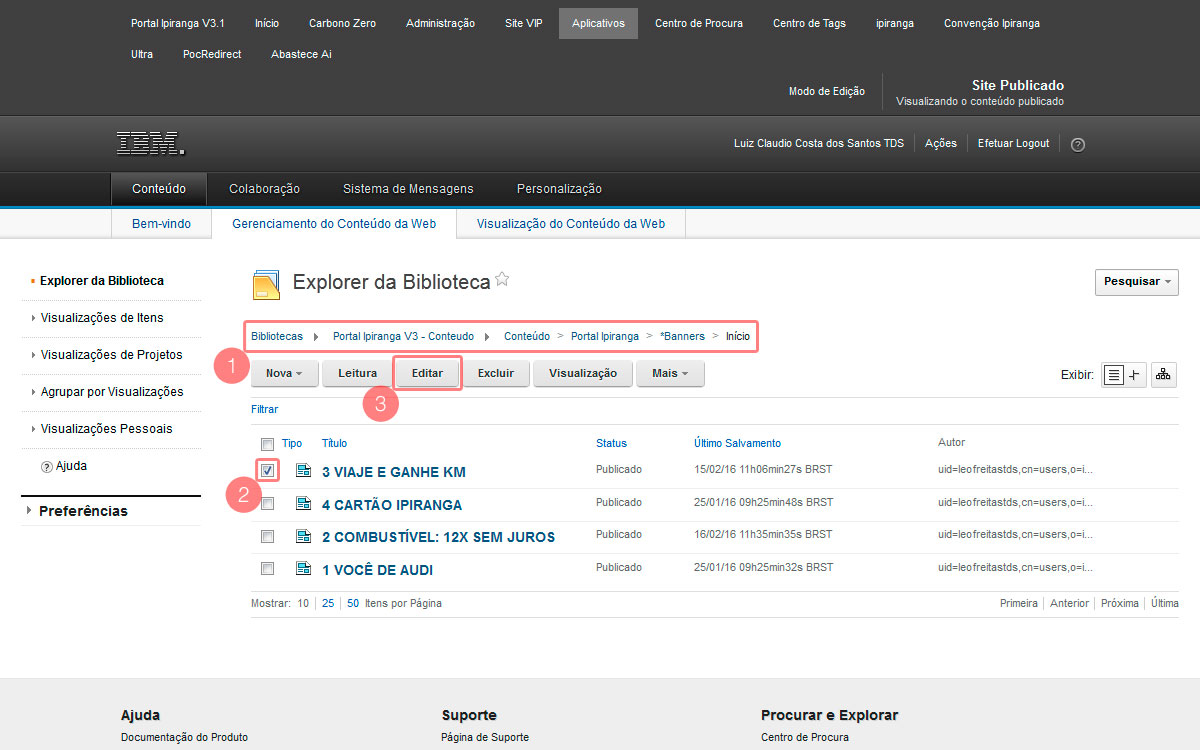 Portal Ipiranga V3.1 Início Carbono Zero Administração Site VIP Aplicativos Centro de Procura Centro de Tags ipiranga Convenção Ipiranga
Ultra PocRedirect Abastece Ai
Modo de Edição
Site Publicado
Visualizando o conteúdo publicado
IBM.
Luiz Claudio Costa dos Santos TDS Ações Efetuar Logout ?
Conteúdo Colaboração Sistema de Mensagens Personalização
Bem-vindo Gerenciamento do Conteúdo da Web Visualização do Conteúdo da Web
Explorer da Biblioteca
Visualizações de Itens
Visualizações de Projetos
Agrupar por Visualizações
Visualizações Pessoais
? Ajuda
Preferências
Explorer da Biblioteca
Pesquisar
Bibliotecas Portal Ipiranga V3 - Conteudo Conteúdo > Portal Ipiranga > *Banners > Início
1
Nova Leitura Editar Excluir Visualização Mais
Exibir:
3
Filtrar
Tipo Título Status Último Salvamento Autor
3 VIAJE E GANHE KM Publicado 15/02/16 11h06min27s BRST uid=leofreitastds,cn=users,o=i...
2
4 CARTÃO IPIRANGA Publicado 25/01/16 09h25min48s BRST uid=leofreitastds,cn=users,o=i...
2 COMBUSTÍVEL: 12X SEM JUROS Publicado 16/02/16 11h35min35s BRST uid=leofreitastds,cn=users,o=i...
1 VOCÊ DE AUDI Publicado 25/01/16 09h25min32s BRST uid=leofreitastds,cn=users,o=i...
Mostrar: 10 25 50 Itens por Página
Primeira Anterior Próxima Última
Ajuda
Documentação do Produto
Suporte
Página de Suporte
Procurar e Explorar
Centro de Procura